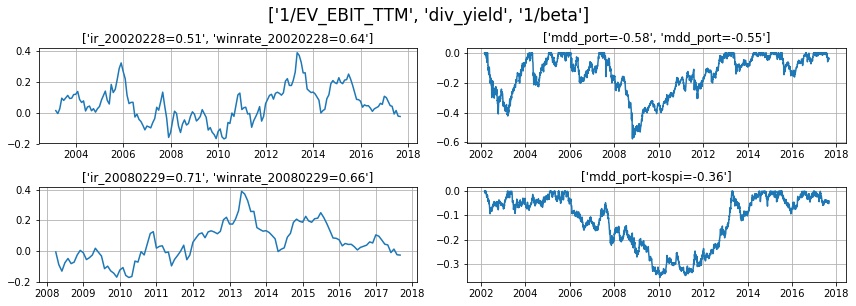 ['1/EV_EBIT_TTM', 'div_yield', '1/beta']
['ir_20020228=0.51', 'winrate_20020228=0.64']
0.4
0.2
0.0
−0.2
2004 2006 2008 2010 2012 2014 2016 2018
['mdd_port=-0.58', 'mdd_port=-0.55']
0.0
−0.2
−0.4
−0.6
2002 2004 2006 2008 2010 2012 2014 2016 2018
['ir_20080229=0.71', 'winrate_20080229=0.66']
0.4
0.2
0.0
−0.2
2008 2009 2010 2011 2012 2013 2014 2015 2016 2017 2018
['mdd_port-kospi=-0.36']
0.0
−0.1
−0.2
−0.3
2002 2004 2006 2008 2010 2012 2014 2016 2018